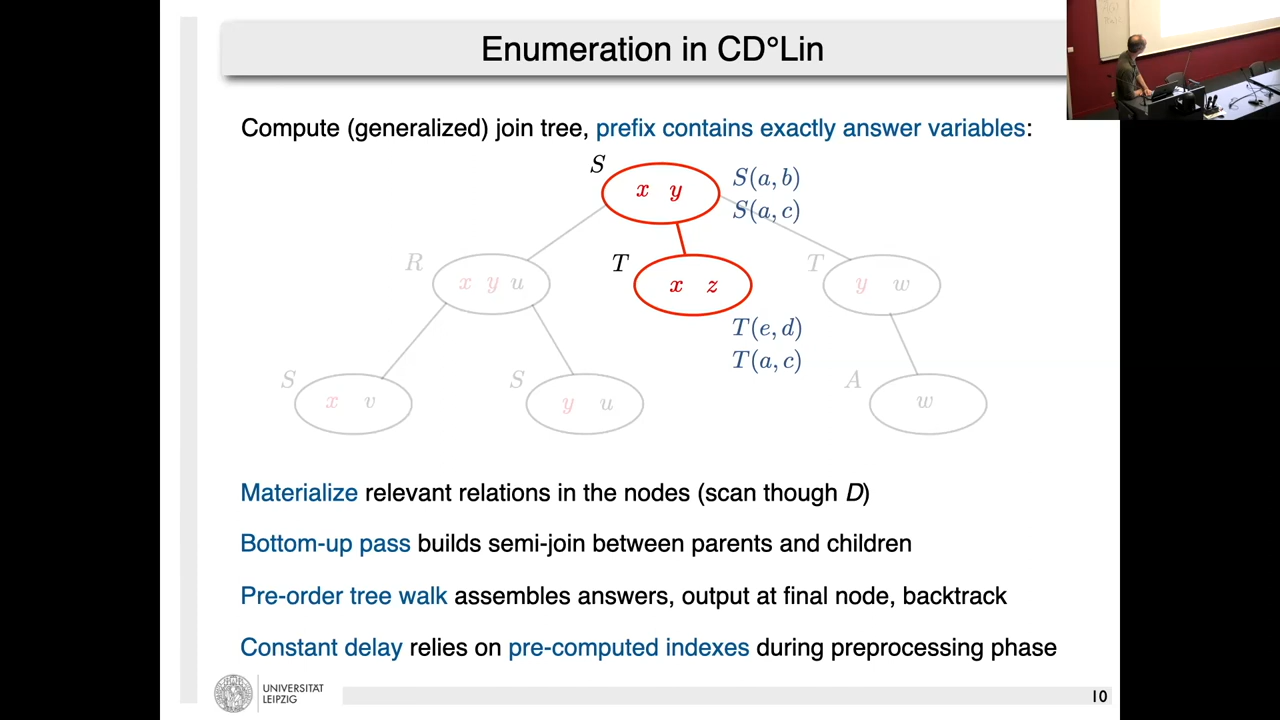 Enumeration in CD°Lin
Compute (generalized) join tree, prefix contains exactly answer variables:
S
x y
S(a, b)
S(a, c)
R
x y u
T
x z
T
y w
T(e, d)
T(a, c)
S
x v
S
y u
A
w
Materialize relevant relations in the nodes (scan though D)
Bottom-up pass builds semi-join between parents and children
Pre-order tree walk assembles answers, output at final node, backtrack
Constant delay relies on pre-computed indexes during preprocessing phase
UNIVERSITÄT
LEIPZIG
10